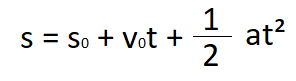 s = s₀ + v₀t + 1/2 at²